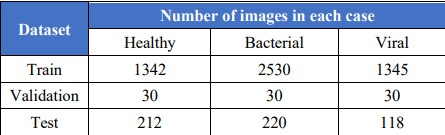 Dataset Number of images in each case
Healthy Bacterial Viral
Train 1342 2530 1345
Validation 30 30 30
Test 212 220 118